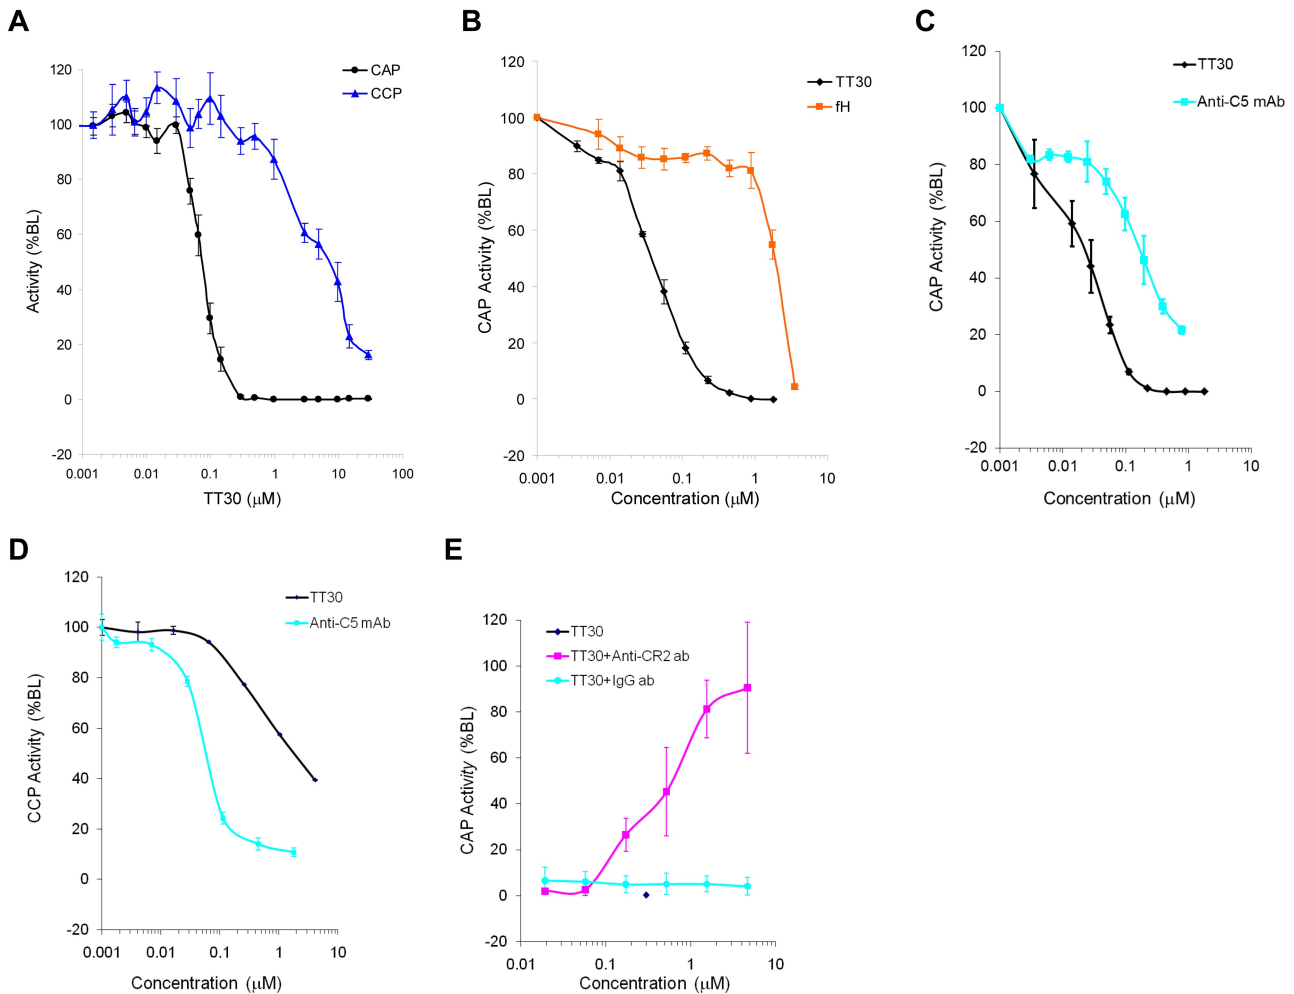 A
CAP
CCP
120
100
80
60
40
20
0
-20
Activity (%BL)
0.001 0.01 0.1 1 10 100
TT30 (µM)
B
TT30
fH
120
100
80
60
40
20
0
-20
CAP Activity (%BL)
0.001 0.01 0.1 1 10
Concentration (µM)
C
TT30
Anti-C5 mAb
120
100
80
60
40
20
0
-20
CAP Activity (%BL)
0.001 0.01 0.1 1 10
Concentration (µM)
D
TT30
Anti-C5 mAb
120
100
80
60
40
20
0
-20
CCP Activity (%BL)
0.001 0.01 0.1 1 10
Concentration (µM)
E
TT30
TT30+Anti-CR2 ab
TT30+IgG ab
120
100
80
60
40
20
0
-20
CAP Activity (%BL)
0.01 0.1 1 10
Concentration (µM)